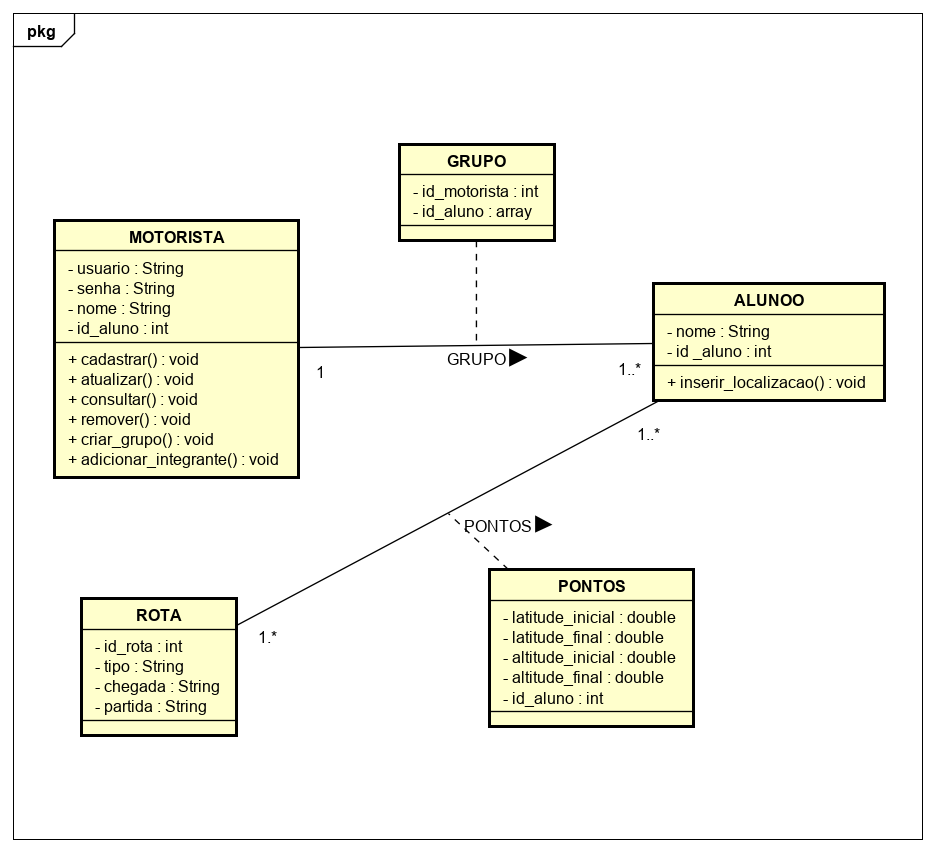 pkg
GRUPO
- id_motorista : int
- id_aluno : array
MOTORISTA
- usuario : String
- senha : String
- nome : String
- id_aluno : int
+ cadastrar() : void
+ atualizar() : void
+ consultar() : void
+ remover() : void
+ criar_grupo() : void
+ adicionar_integrante() : void
ALUNOO
- nome : String
- id _aluno : int
+ inserir_localizacao() : void
GRUPO
1
1..*
1..*
PONTOS
1.*
ROTA
- id_rota : int
- tipo : String
- chegada : String
- partida : String
PONTOS
- latitude_inicial : double
- latitude_final : double
- altitude_inicial : double
- altitude_final : double
- id_aluno : int